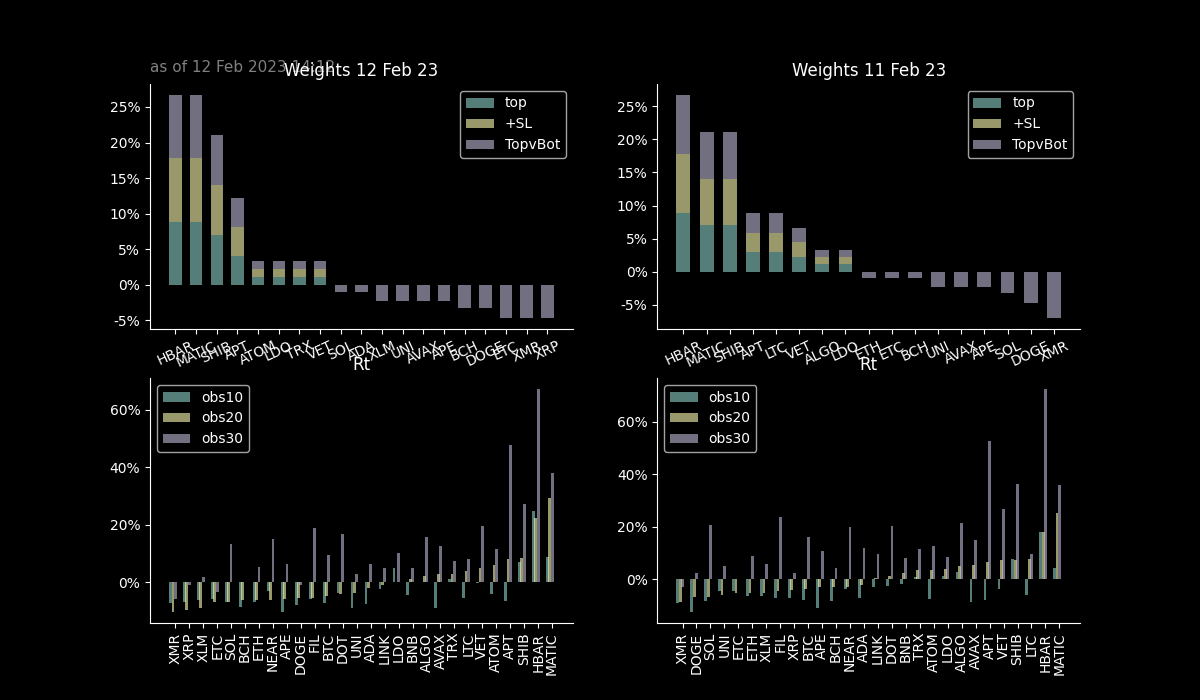 as of 12 Feb 2023 14:12
Weights 12 Feb 23
25%
20%
15%
10%
5%
0%
-5%
top
+SL
TopvBot
HBAR MATIC SHIB APT ATOM LDO TRX VET SOL ADA XLM UNI AVAX APE BCH DOGE ETC XMR XRP
Weights 11 Feb 23
25%
20%
15%
10%
5%
0%
-5%
top
+SL
TopvBot
HBAR MATIC SHIB APT LTC VET ALGO LDO ETH ETC BCH UNI AVAX APE SOL DOGE XMR
Rt
60%
40%
20%
0%
obs10
obs20
obs30
XMR XRP XLM ETC SOL BCH ETH NEAR APE DOGE FIL BTC DOT UNI ADA LINK LDO BNB ALGO AVAX TRX LTC VET ATOM APT SHIB HBAR MATIC
Rt
60%
40%
20%
0%
obs10
obs20
obs30
XMR DOGE SOL UNI ETC ETH XLM FIL XRP BTC APE BCH NEAR ADA LINK DOT BNB TRX ATOM LDO ALGO AVAX APT VET SHIB LTC HBAR MATIC